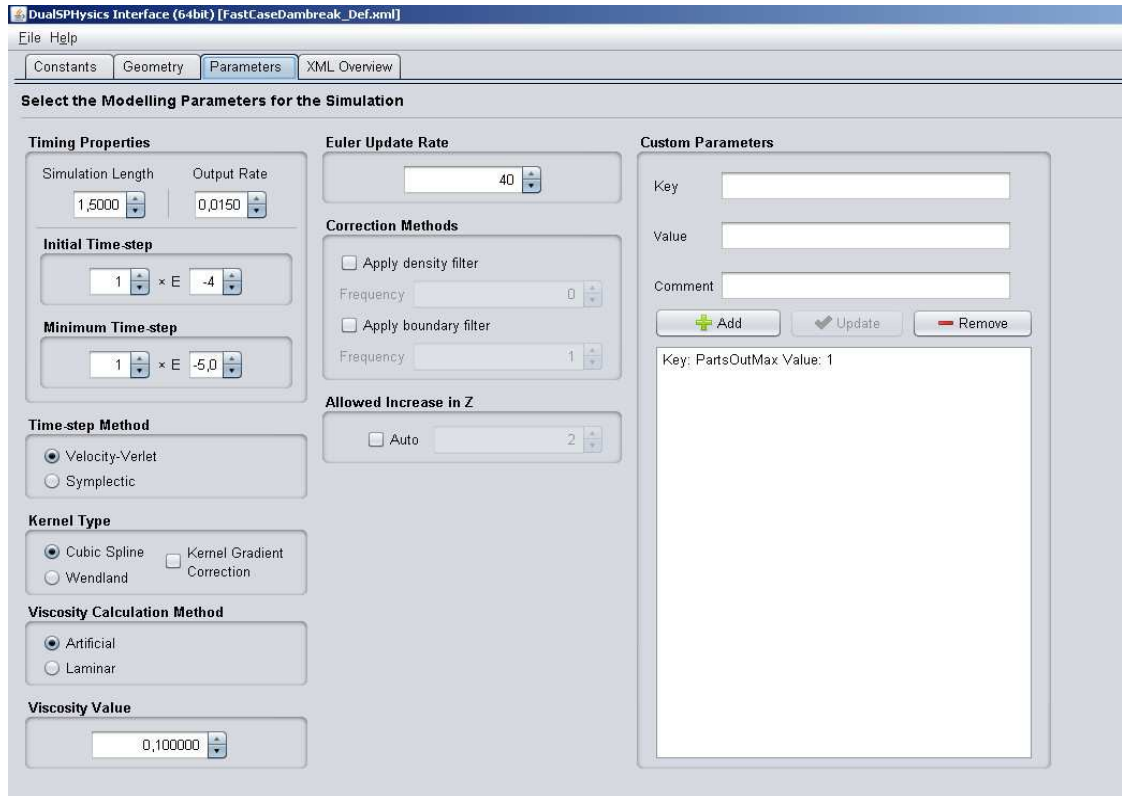 DualSPHysics Interface (64bit) [FastCaseDambreak_Def.xml]
File Help
Constants Geometry Parameters XML Overview
Select the Modelling Parameters for the Simulation
Timing Properties
Simulation Length Output Rate
1,5000 0,0150
Initial Time-step
1 × E -4
Minimum Time-step
1 × E -5,0
Time-step Method
Velocity-Verlet
Symplectic
Kernel Type
Cubic Spline
Wendland
Kernel Gradient
Correction
Viscosity Calculation Method
Artificial
Laminar
Viscosity Value
0,100000
Euler Update Rate
40
Correction Methods
Apply density filter
Frequency 0
Apply boundary filter
Frequency 1
Allowed Increase in Z
Auto 2
Custom Parameters
Key
Value
Comment
Add Update Remove
Key: PartsOutMax Value: 1